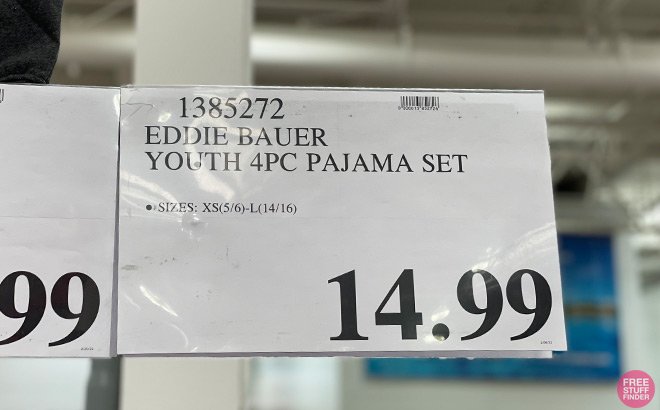 1385272
EDDIE BAUER
YOUTH 4PC PAJAMA SET
• SIZES: XS(5/6)-L(14/16)
99
14.99
FREE
STUFF
FINDER